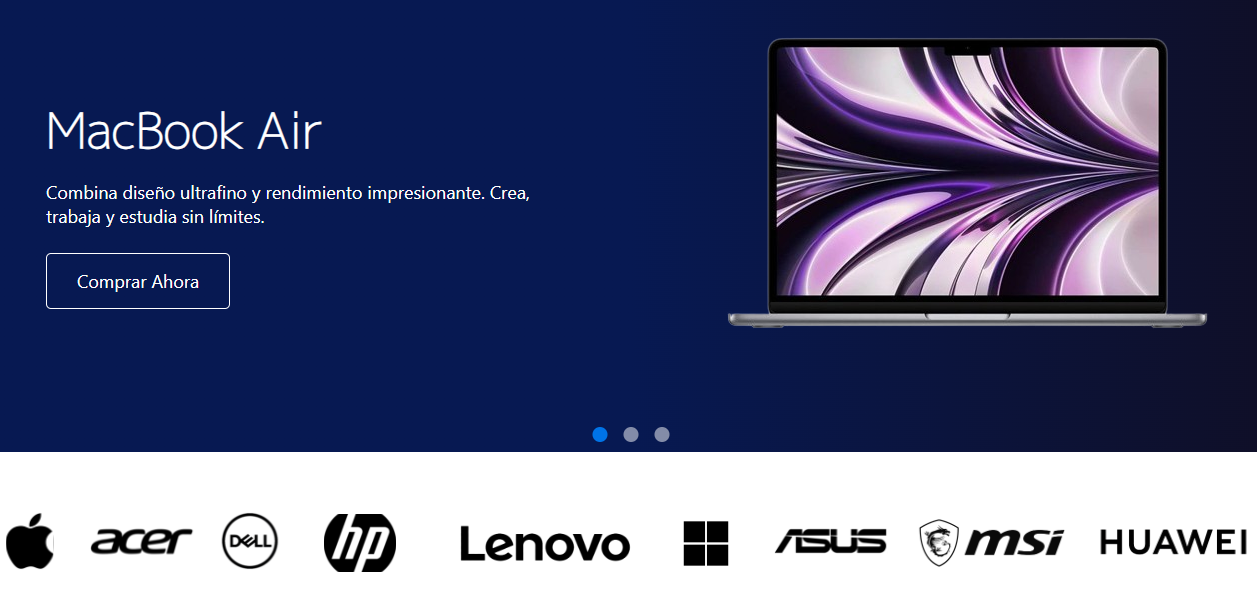 MacBook Air
Combina diseño ultrafino y rendimiento impresionante. Crea,
trabaja y estudia sin límites.
Comprar Ahora
acer DELL hp Lenovo ASUS msi HUAWEI